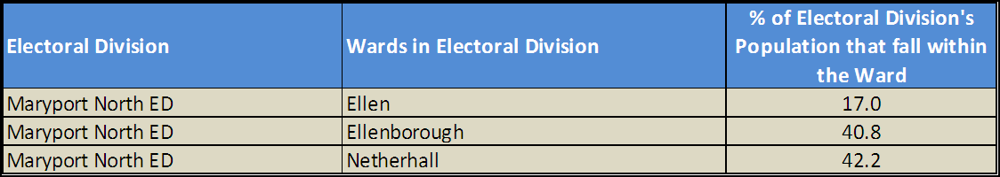 Electoral Division Wards in Electoral Division % of Electoral Division's
Population that fall within
the Ward
Maryport North ED Ellen 17.0
Maryport North ED Ellenborough 40.8
Maryport North ED Netherhall 42.2